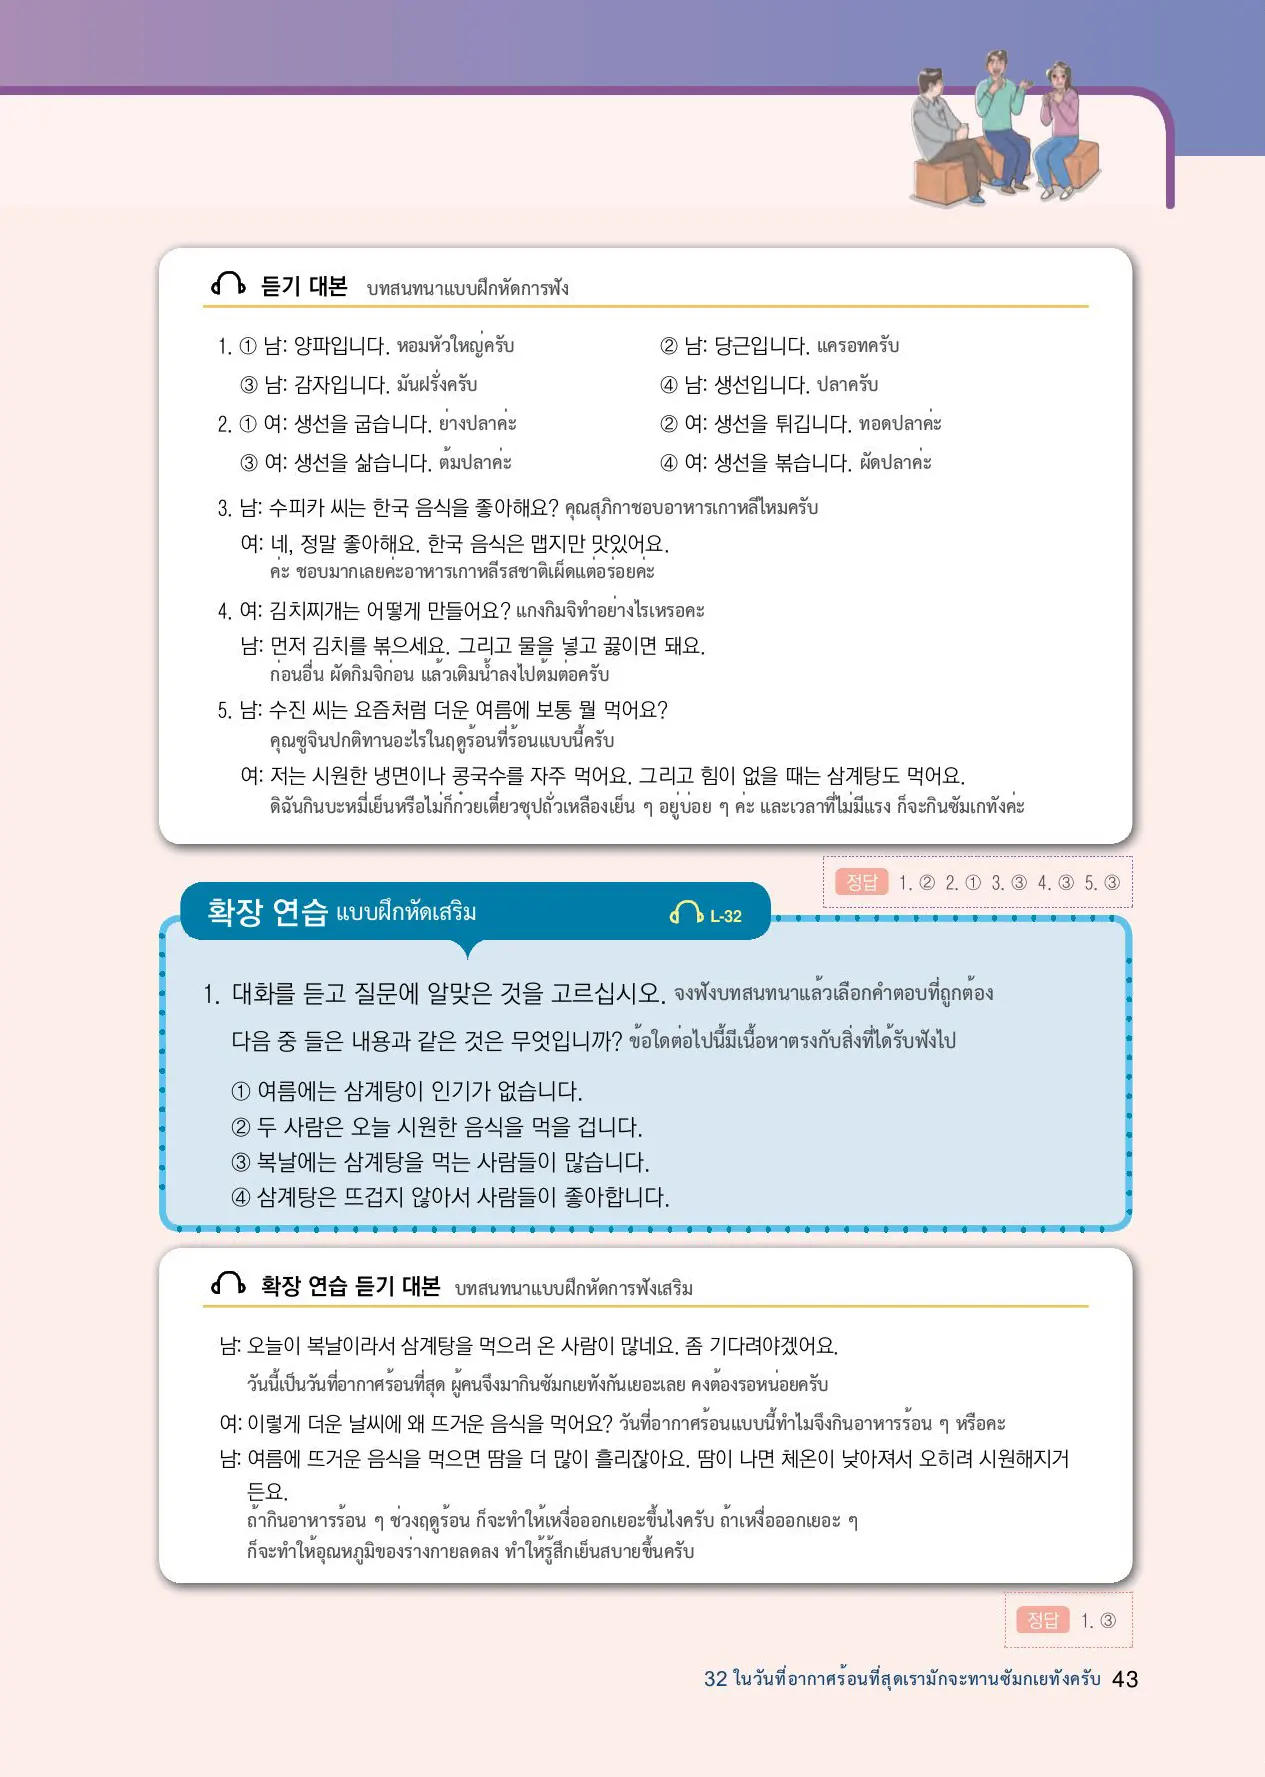 듣기 대본 บทสนทนาแบบฝึกหัดการฟัง
1. ① 남: 양파입니다. หอมหัวใหญ่ครับ ② 남: 당근입니다. แครอทครับ
③ 남: 감자입니다. มันฝรั่งครับ ④ 남: 생선입니다. ปลาครับ
2. ① 여: 생선을 굽습니다. ย่างปลาค่ะ ② 여: 생선을 튀깁니다. ทอดปลาค่ะ
③ 여: 생선을 삶습니다. ต้มปลาค่ะ ④ 여: 생선을 볶습니다. ผัดปลาค่ะ
3. 남: 수피카 씨는 한국 음식을 좋아해요? คุณสุภิกาชอบอาหารเกาหลีไหมครับ
여: 네, 정말 좋아해요. 한국 음식은 맵지만 맛있어요.
ค่ะ ชอบมากเลยค่ะอาหารเกาหลีรสชาติเผ็ดแต่อร่อยค่ะ
4. 여: 김치찌개는 어떻게 만들어요? แกงกิมจิทำอย่างไรเหรอคะ
남: 먼저 김치를 볶으세요. 그리고 물을 넣고 끓이면 돼요.
ก่อนอื่น ผัดกิมจิก่อน แล้วเติมน้ำลงไปต้มต่อครับ
5. 남: 수진 씨는 요즘처럼 더운 여름에 보통 뭘 먹어요?
คุณซูจินปกติทานอะไรในฤดูร้อนที่ร้อนแบบนี้ครับ
여: 저는 시원한 냉면이나 콩국수를 자주 먹어요. 그리고 힘이 없을 때는 삼계탕도 먹어요.
ดิฉันกินบะหมี่เย็นหรือไม่ก็ก๋วยเตี๋ยวซุปถั่วเหลืองเย็น ๆ อยู่บ่อย ๆ ค่ะ และเวลาที่ไม่มีแรง ก็จะกินซัมเกทังค่ะ
정답 1. ② 2. ① 3. ③ 4. ③ 5. ③
확장 연습 แบบฝึกหัดเสริม L-32
1. 대화를 듣고 질문에 알맞은 것을 고르십시오. จงฟังบทสนทนาแล้วเลือกคำตอบที่ถูกต้อง
다음 중 들은 내용과 같은 것은 무엇입니까? ข้อใดต่อไปนี้มีเนื้อหาตรงกับสิ่งที่ได้รับฟังไป
① 여름에는 삼계탕이 인기가 없습니다.
② 두 사람은 오늘 시원한 음식을 먹을 겁니다.
③ 복날에는 삼계탕을 먹는 사람들이 많습니다.
④ 삼계탕은 뜨겁지 않아서 사람들이 좋아합니다.
확장 연습 듣기 대본 บทสนทนาแบบฝึกหัดการฟังเสริม
남: 오늘이 복날이라서 삼계탕을 먹으러 온 사람이 많네요. 좀 기다려야겠어요.
วันนี้เป็นวันที่อากาศร้อนที่สุด ผู้คนจึงมากินซัมกเยทังกันเยอะเลย คงต้องรอหน่อยครับ
여: 이렇게 더운 날씨에 왜 뜨거운 음식을 먹어요? วันที่อากาศร้อนแบบนี้ทำไมจึงกินอาหารร้อน ๆ หรือคะ
남: 여름에 뜨거운 음식을 먹으면 땀을 더 많이 흘리잖아요. 땀이 나면 체온이 낮아져서 오히려 시원해지거
든요.
ถ้ากินอาหารร้อน ๆ ช่วงฤดูร้อน ก็จะทำให้เหงื่อออกเยอะขึ้นไงครับ ถ้าเหงื่อออกเยอะ ๆ
ก็จะทำให้อุณหภูมิของร่างกายลดลง ทำให้รู้สึกเย็นสบายขึ้นครับ
정답 1. ③
32 ในวันที่อากาศร้อนที่สุดเรามักจะทานซัมกเยทังครับ 43